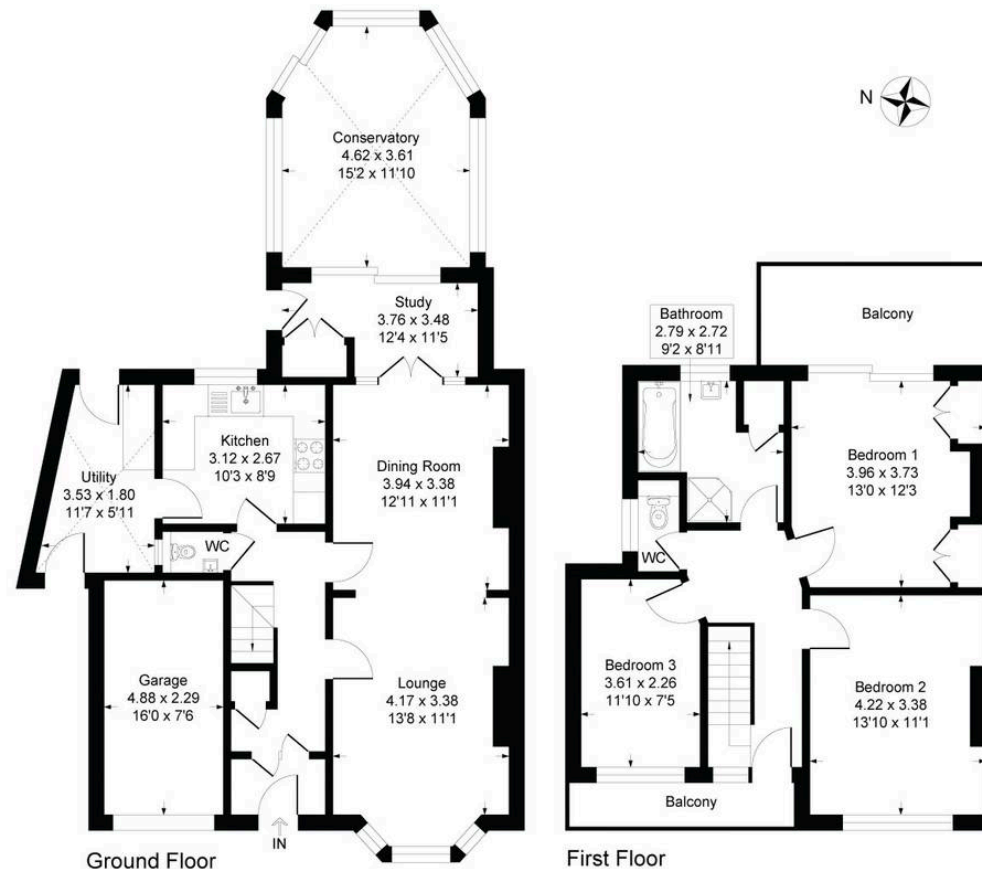 Conservatory
4.62 x 3.61
15'2 x 11'10
N
Study
3.76 x 3.48
12'4 x 11'5
Kitchen
3.12 x 2.67
10'3 x 8'9
Utility
3.53 x 1.80
11'7 x 5'11
Dining Room
3.94 x 3.38
12'11 x 11'1
WC
Garage
4.88 x 2.29
16'0 x 7'6
Lounge
4.17 x 3.38
13'8 x 11'1
IN
Ground Floor
Balcony
Bathroom
2.79 x 2.72
9'2 x 8'11
Bedroom 1
3.96 x 3.73
13'0 x 12'3
WC
Bedroom 3
3.61 x 2.26
11'10 x 7'5
Bedroom 2
4.22 x 3.38
13'10 x 11'1
Balcony
First Floor